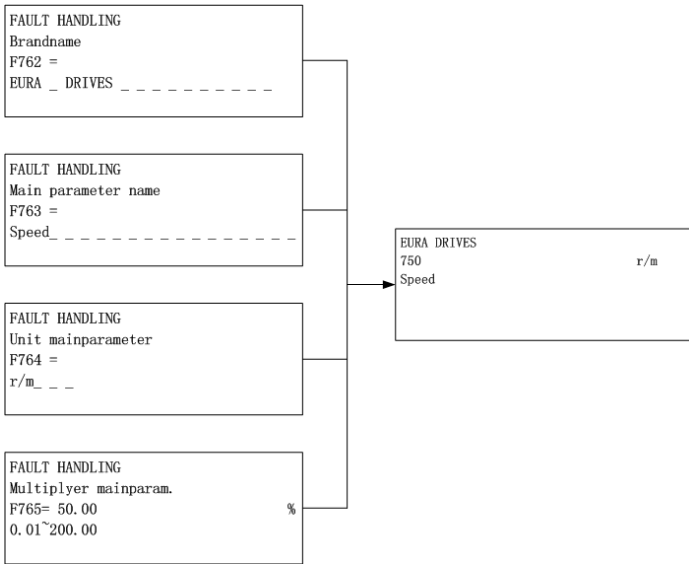 FAULT HANDLING
Brandname
F762 =
EURA _ DRIVES _ _ _ _ _ _ _ _ _ _
FAULT HANDLING
Main parameter name
F763 =
Speed_ _ _ _ _ _ _ _ _ _ _ _ _ _ _ _
FAULT HANDLING
Unit mainparameter
F764 =
r/m_ _ _
FAULT HANDLING
Multiplyer mainparam.
F765= 50.00 %
0.01~200.00
EURA DRIVES
750 r/m
Speed